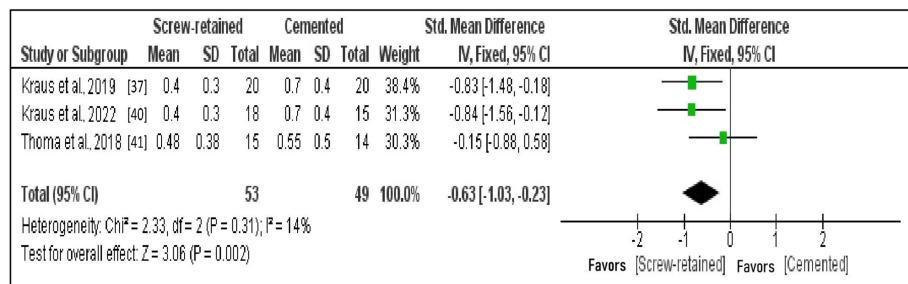 Screw-retained Cemented Std. Mean Difference Std. Mean Difference
Study or Subgroup Mean SD Total Mean SD Total Weight IV, Fixed, 95% CI IV, Fixed, 95% CI
Kraus et al, 2019 [37] 0.4 0.3 20 0.7 0.4 20 38.4% -0.83 [-1.48, -0.18]
Kraus et al, 2022 [40] 0.4 0.3 18 0.7 0.4 15 31.3% -0.84 [-1.56, -0.12]
Thoma et al, 2018 [41] 0.48 0.38 15 0.55 0.5 14 30.3% -0.15 [-0.88, 0.58]
Total (95% CI) 53 49 100.0% -0.63 [-1.03, -0.23]
Heterogeneity: Chi² = 2.33, df = 2 (P = 0.31); I² = 14%
Test for overall effect: Z = 3.06 (P = 0.002)
-2 -1 0 1 2
Favors [Screw-retained] Favors [Cemented]